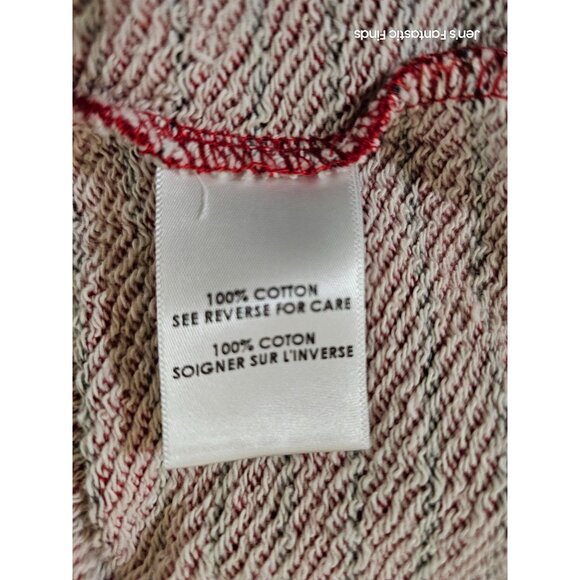 Jen's Fantastic Finds
100% COTTON
SEE REVERSE FOR CARE
100% COTON
SOIGNER SUR L'INVERSE